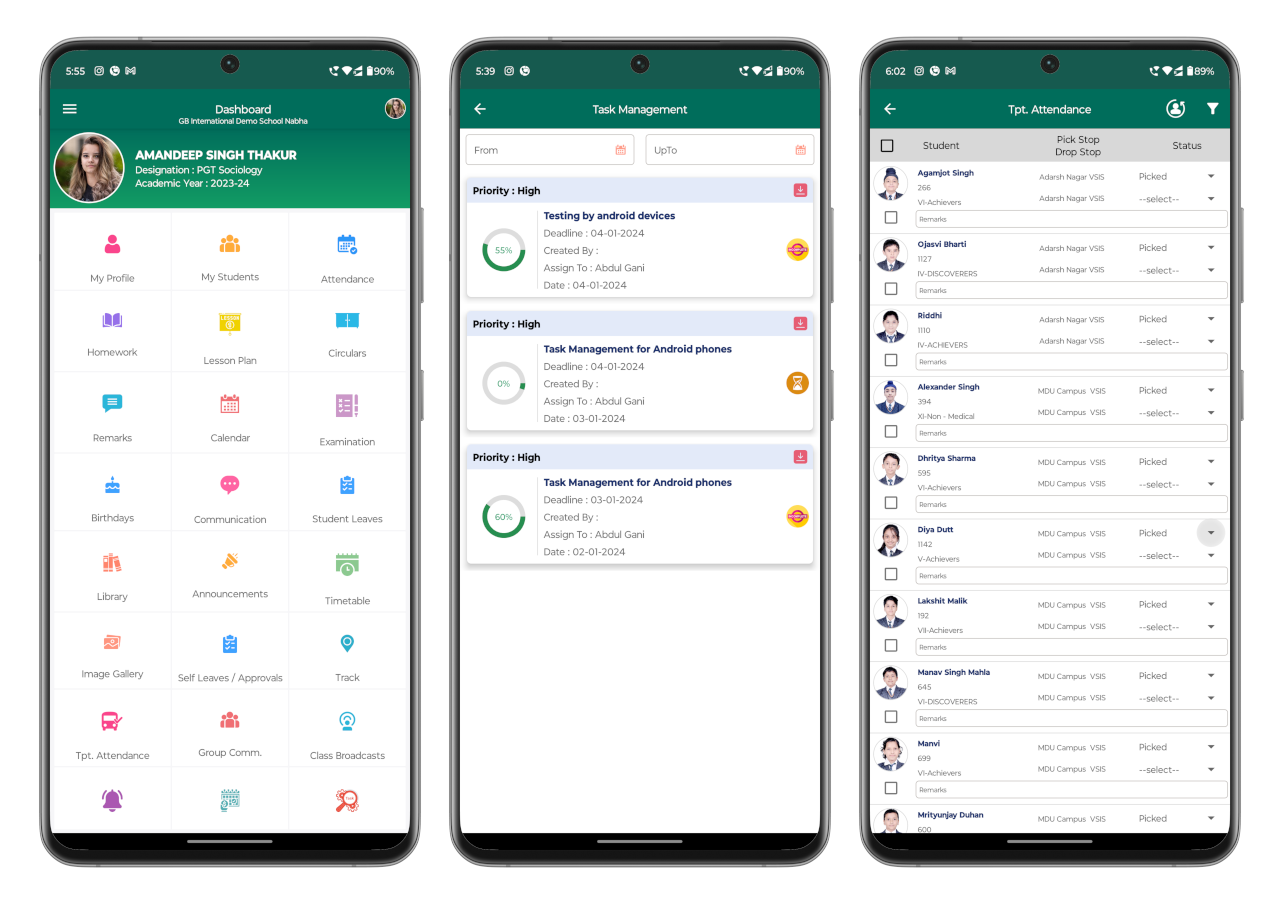 5:55
90%
Dashboard
GB International Demo School Nabha
AMANDEEP SINGH THAKUR
Designation : PGT Sociology
Academic Year : 2023-24
My Profile
My Students
Attendance
LESSON
Homework
Lesson Plan
Circulars
Remarks
Calendar
Examination
Birthdays
Communication
Student Leaves
Library
Announcements
Timetable
Image Gallery
Self Leaves / Approvals
Track
Tpt. Attendance
Group Comm.
Class Broadcasts
5:39
90%
Task Management
From
UpTo
Priority : High
55%
Testing by android devices
Deadline : 04-01-2024
Created By :
Assign To : Abdul Gani
Date : 04-01-2024
Priority : High
0%
Task Management for Android phones
Deadline : 04-01-2024
Created By :
Assign To : Abdul Gani
Date : 03-01-2024
Priority : High
60%
Task Management for Android phones
Deadline : 03-01-2024
Created By :
Assign To : Abdul Gani
Date : 02-01-2024
6:02
89%
Tpt. Attendance
Student
Pick Stop
Drop Stop
Status
Agamjot Singh
266
VI-Achievers
Adarsh Nagar VSIS
Adarsh Nagar VSIS
Picked
--select--
Remarks
Ojasvi Bharti
1127
IV-DISCOVERERS
Adarsh Nagar VSIS
Adarsh Nagar VSIS
Picked
--select--
Remarks
Riddhi
1110
IV-ACHIEVERS
Adarsh Nagar VSIS
Adarsh Nagar VSIS
Picked
--select--
Remarks
Alexander Singh
394
XI-Non - Medical
MDU Campus VSIS
MDU Campus VSIS
Picked
--select--
Remarks
Dhritya Sharma
595
VI-Achievers
MDU Campus VSIS
MDU Campus VSIS
Picked
--select--
Remarks
Diya Dutt
1142
V-Achievers
MDU Campus VSIS
MDU Campus VSIS
Picked
--select--
Remarks
Lakshit Malik
192
VII-Achievers
MDU Campus VSIS
MDU Campus VSIS
Picked
--select--
Remarks
Manav Singh Mahla
645
VI-DISCOVERERS
MDU Campus VSIS
MDU Campus VSIS
Picked
--select--
Remarks
Manvi
699
VI-Achievers
MDU Campus VSIS
MDU Campus VSIS
Picked
--select--
Remarks
Mrityunjay Duhan
600
MDU Campus VSIS
Picked